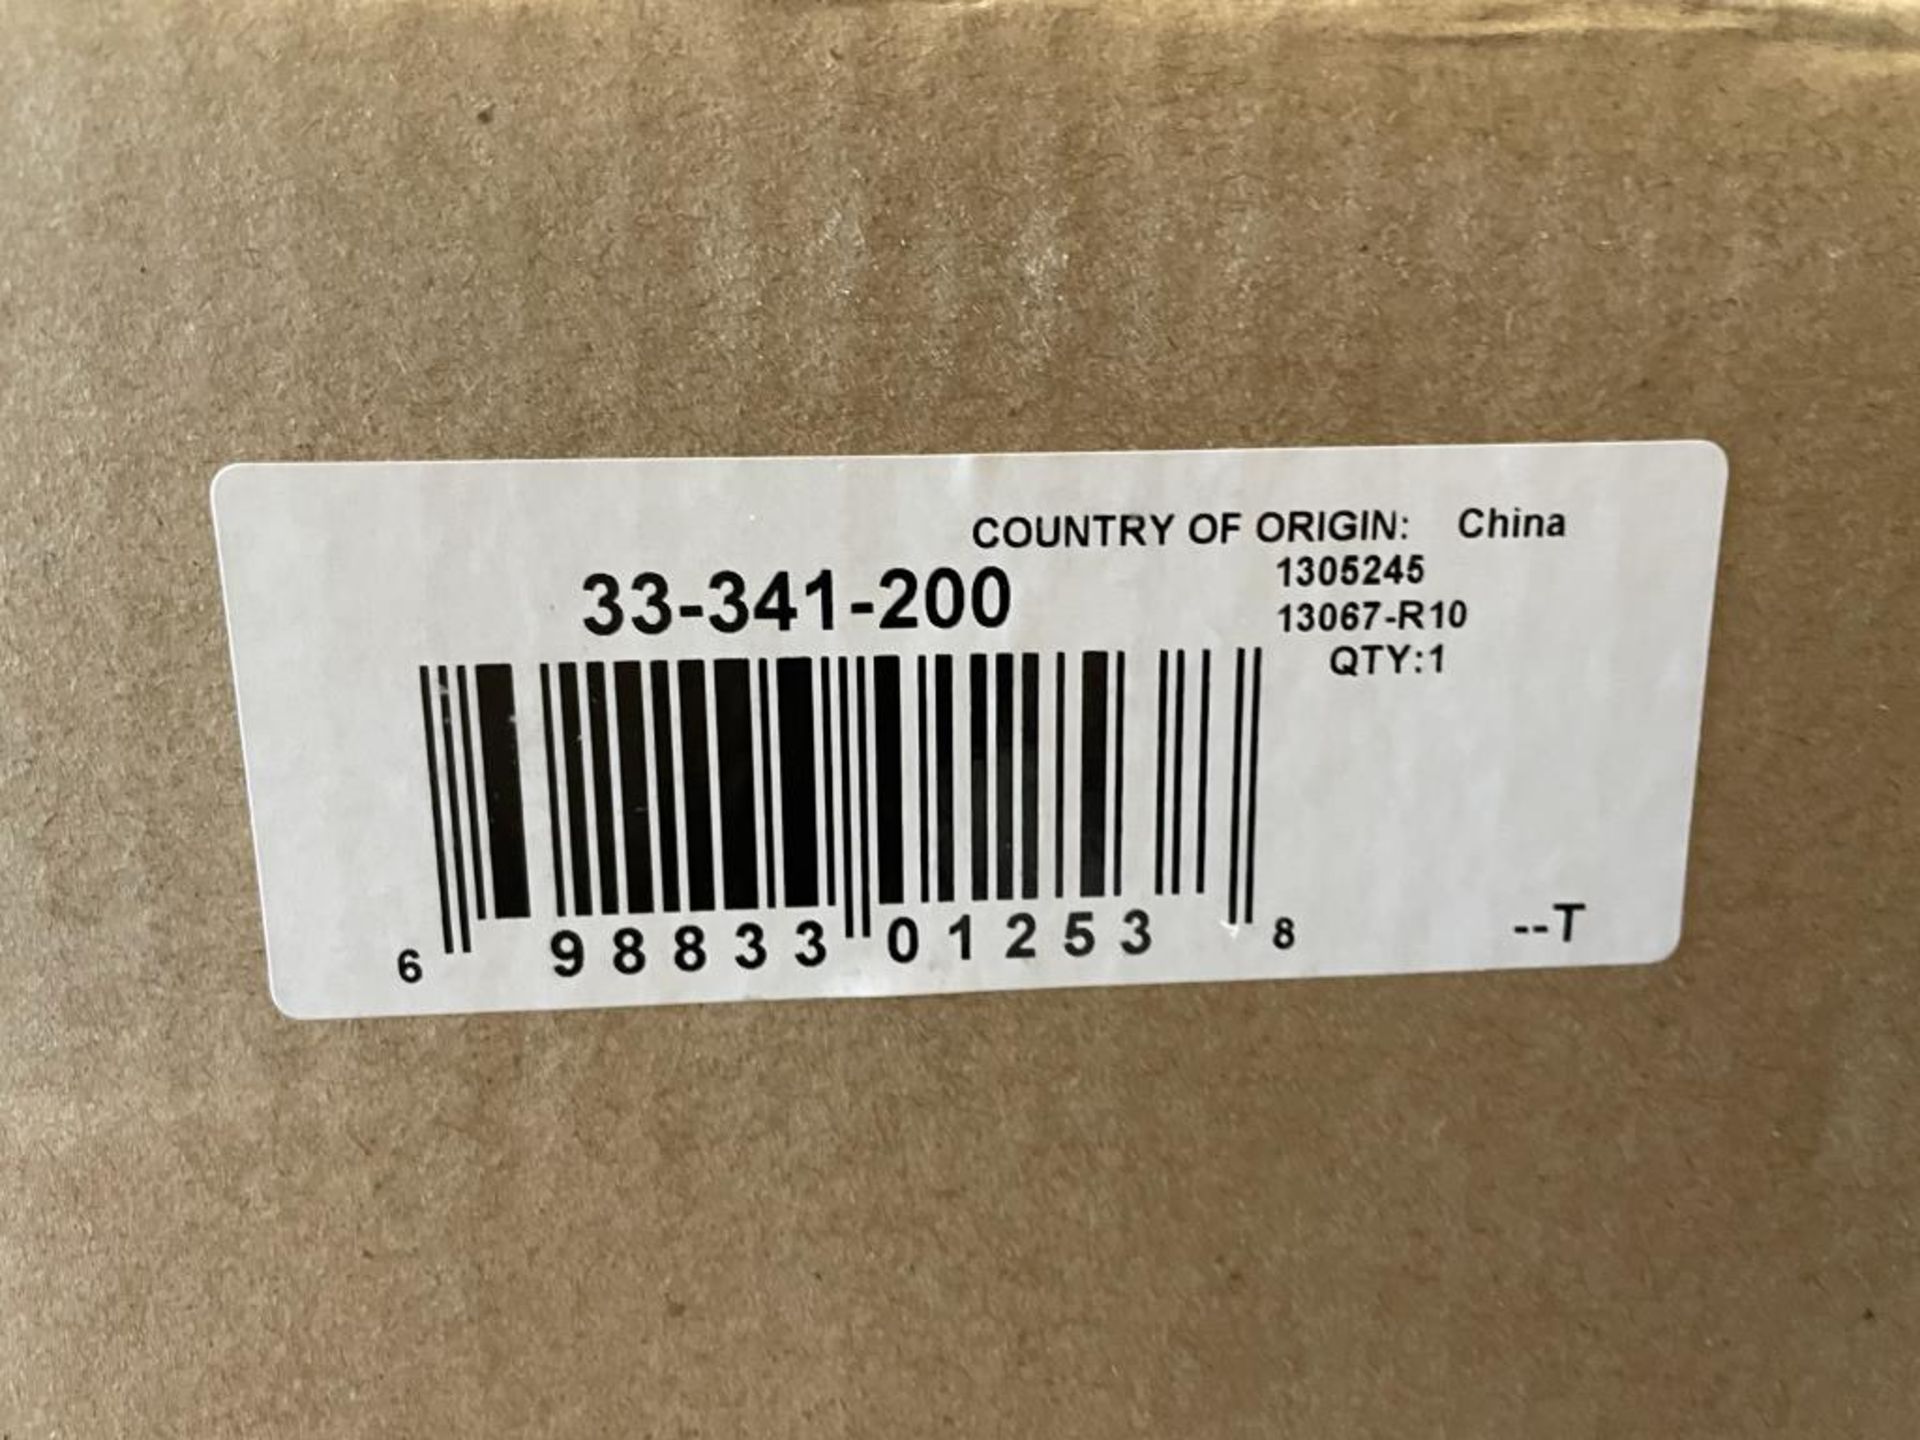 COUNTRY OF ORIGIN: China
33-341-200
1305245
13067-R10
QTY:1
6 98833 01253 8
--T